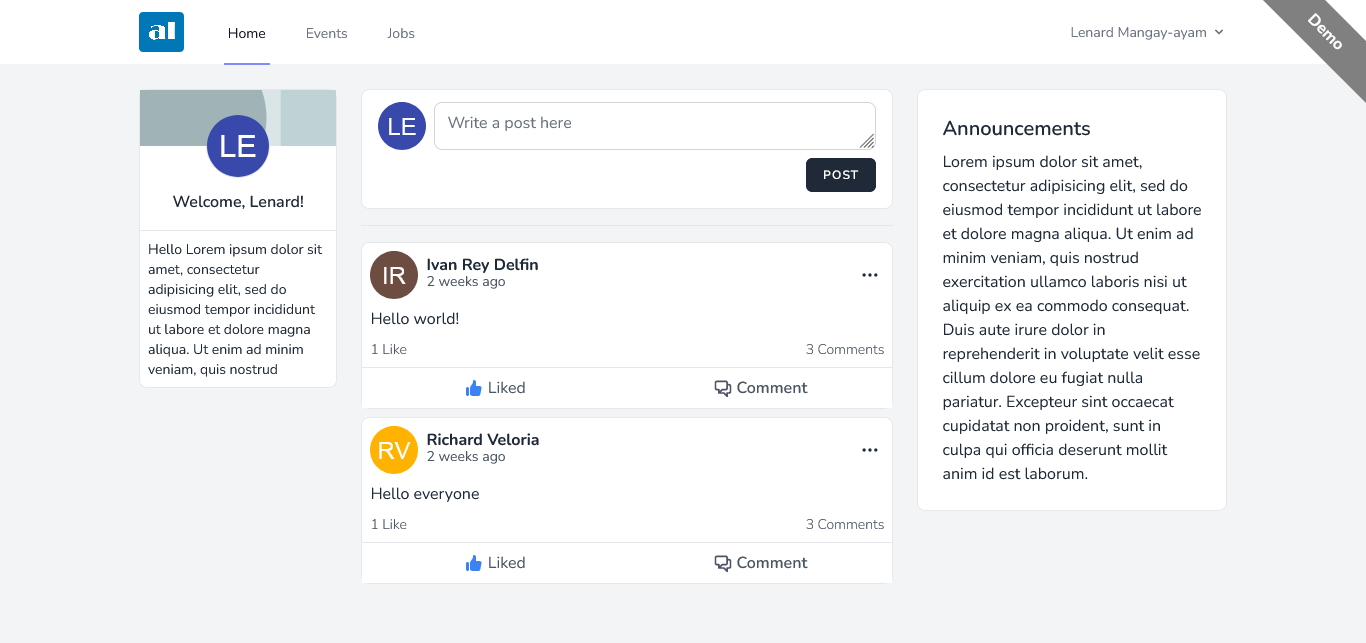 al
Home
Events
Jobs
Lenard Mangay-ayam
Demo
LE
Welcome, Lenard!
Hello Lorem ipsum dolor sit
amet, consectetur
adipisicing elit, sed do
eiusmod tempor incididunt
ut labore et dolore magna
aliqua. Ut enim ad minim
veniam, quis nostrud
LE
Write a post here
POST
IR
Ivan Rey Delfin
2 weeks ago
Hello world!
1 Like
3 Comments
Liked
Comment
RV
Richard Veloria
2 weeks ago
Hello everyone
1 Like
3 Comments
Liked
Comment
Announcements
Lorem ipsum dolor sit amet,
consectetur adipisicing elit, sed do
eiusmod tempor incididunt ut labore
et dolore magna aliqua. Ut enim ad
minim veniam, quis nostrud
exercitation ullamco laboris nisi ut
aliquip ex ea commodo consequat.
Duis aute irure dolor in
reprehenderit in voluptate velit esse
cillum dolore eu fugiat nulla
pariatur. Excepteur sint occaecat
cupidatat non proident, sunt in
culpa qui officia deserunt mollit
anim id est laborum.